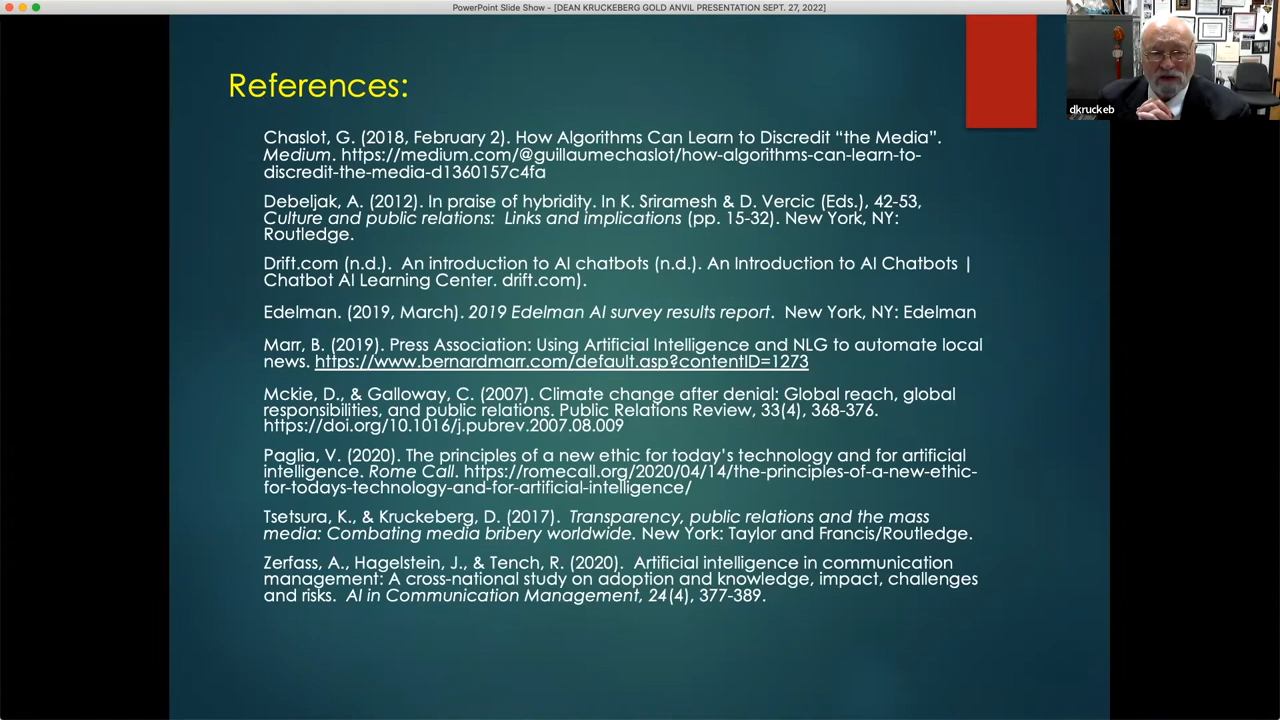 PowerPoint Slide Show - [DEAN KRUCKEBERG GOLD ANVIL PRESENTATION SEPT. 27, 2022]
dkruckeb
References:
Chaslot, G. (2018, February 2). How Algorithms Can Learn to Discredit “the Media”.
Medium. https://medium.com/@guillaumechaslot/how-algorithms-can-learn-to-
discredit-the-media-d1360157c4fa
Debeljak, A. (2012). In praise of hybridity. In K. Sriramesh & D. Vercic (Eds.), 42-53,
Culture and public relations:  Links and implications (pp. 15-32). New York, NY:
Routledge.
Drift.com (n.d.).  An introduction to AI chatbots (n.d.). An Introduction to AI Chatbots |
Chatbot AI Learning Center. drift.com).
Edelman. (2019, March). 2019 Edelman AI survey results report.  New York, NY: Edelman
Marr, B. (2019). Press Association: Using Artificial Intelligence and NLG to automate local
news. https://www.bernardmarr.com/default.asp?contentID=1273
Mckie, D., & Galloway, C. (2007). Climate change after denial: Global reach, global
responsibilities, and public relations. Public Relations Review, 33(4), 368-376.
https://doi.org/10.1016/j.pubrev.2007.08.009
Paglia, V. (2020). The principles of a new ethic for today’s technology and for artificial
intelligence. Rome Call. https://romecall.org/2020/04/14/the-principles-of-a-new-ethic-
for-todays-technology-and-for-artificial-intelligence/
Tsetsura, K., & Kruckeberg, D. (2017).  Transparency, public relations and the mass
media: Combating media bribery worldwide. New York: Taylor and Francis/Routledge.
Zerfass, A., Hagelstein, J., & Tench, R. (2020).  Artificial intelligence in communication
management: A cross-national study on adoption and knowledge, impact, challenges
and risks.  AI in Communication Management, 24(4), 377-389.